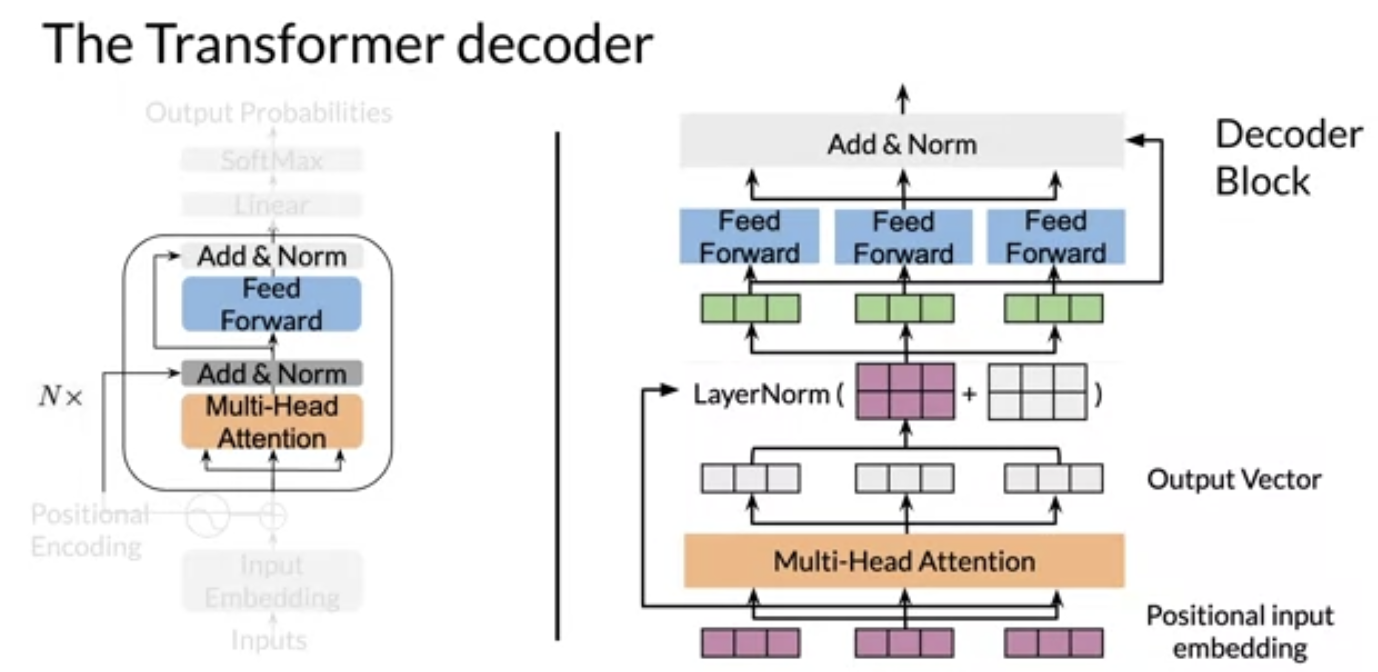 The Transformer decoder
Output Probabilities
SoftMax
Linear
Add & Norm
Feed
Forward
Add & Norm
Multi-Head
Attention
N×
Positional
Encoding
Input
Embedding
Inputs
Add & Norm
Decoder
Block
Feed
Forward
Feed
Forward
Feed
Forward
LayerNorm ( + )
Output Vector
Multi-Head Attention
Positional input
embedding